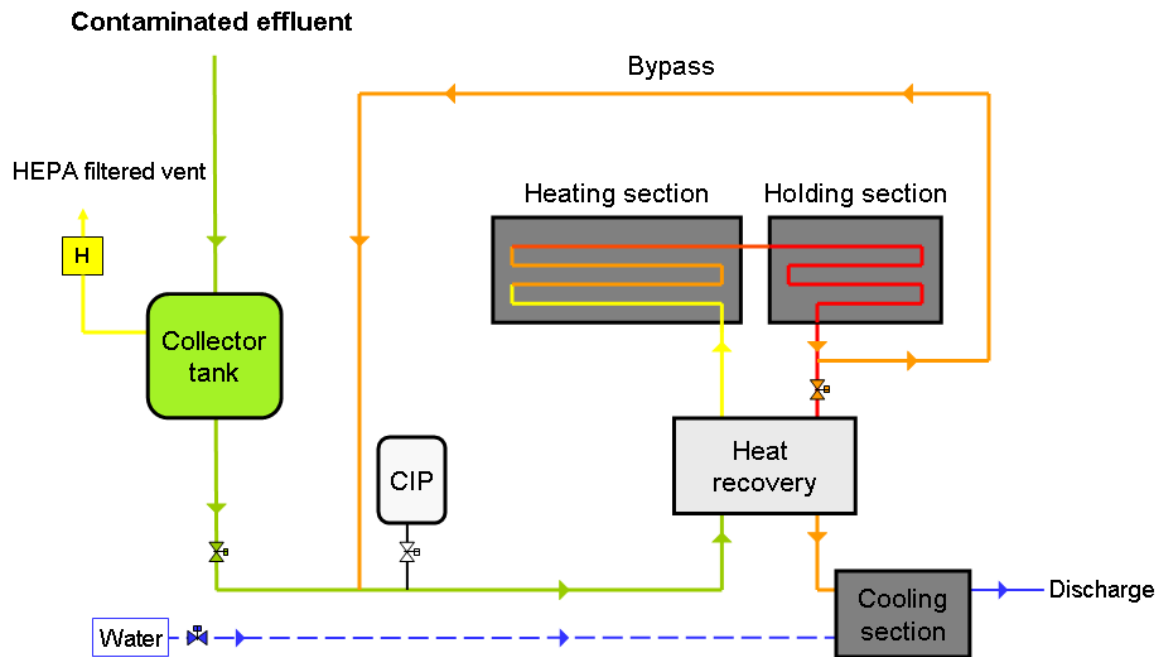 Contaminated effluent
Bypass
HEPA filtered vent
Heating section
Holding section
H
Collector
tank
Heat
recovery
CIP
Discharge
Cooling
section
Water